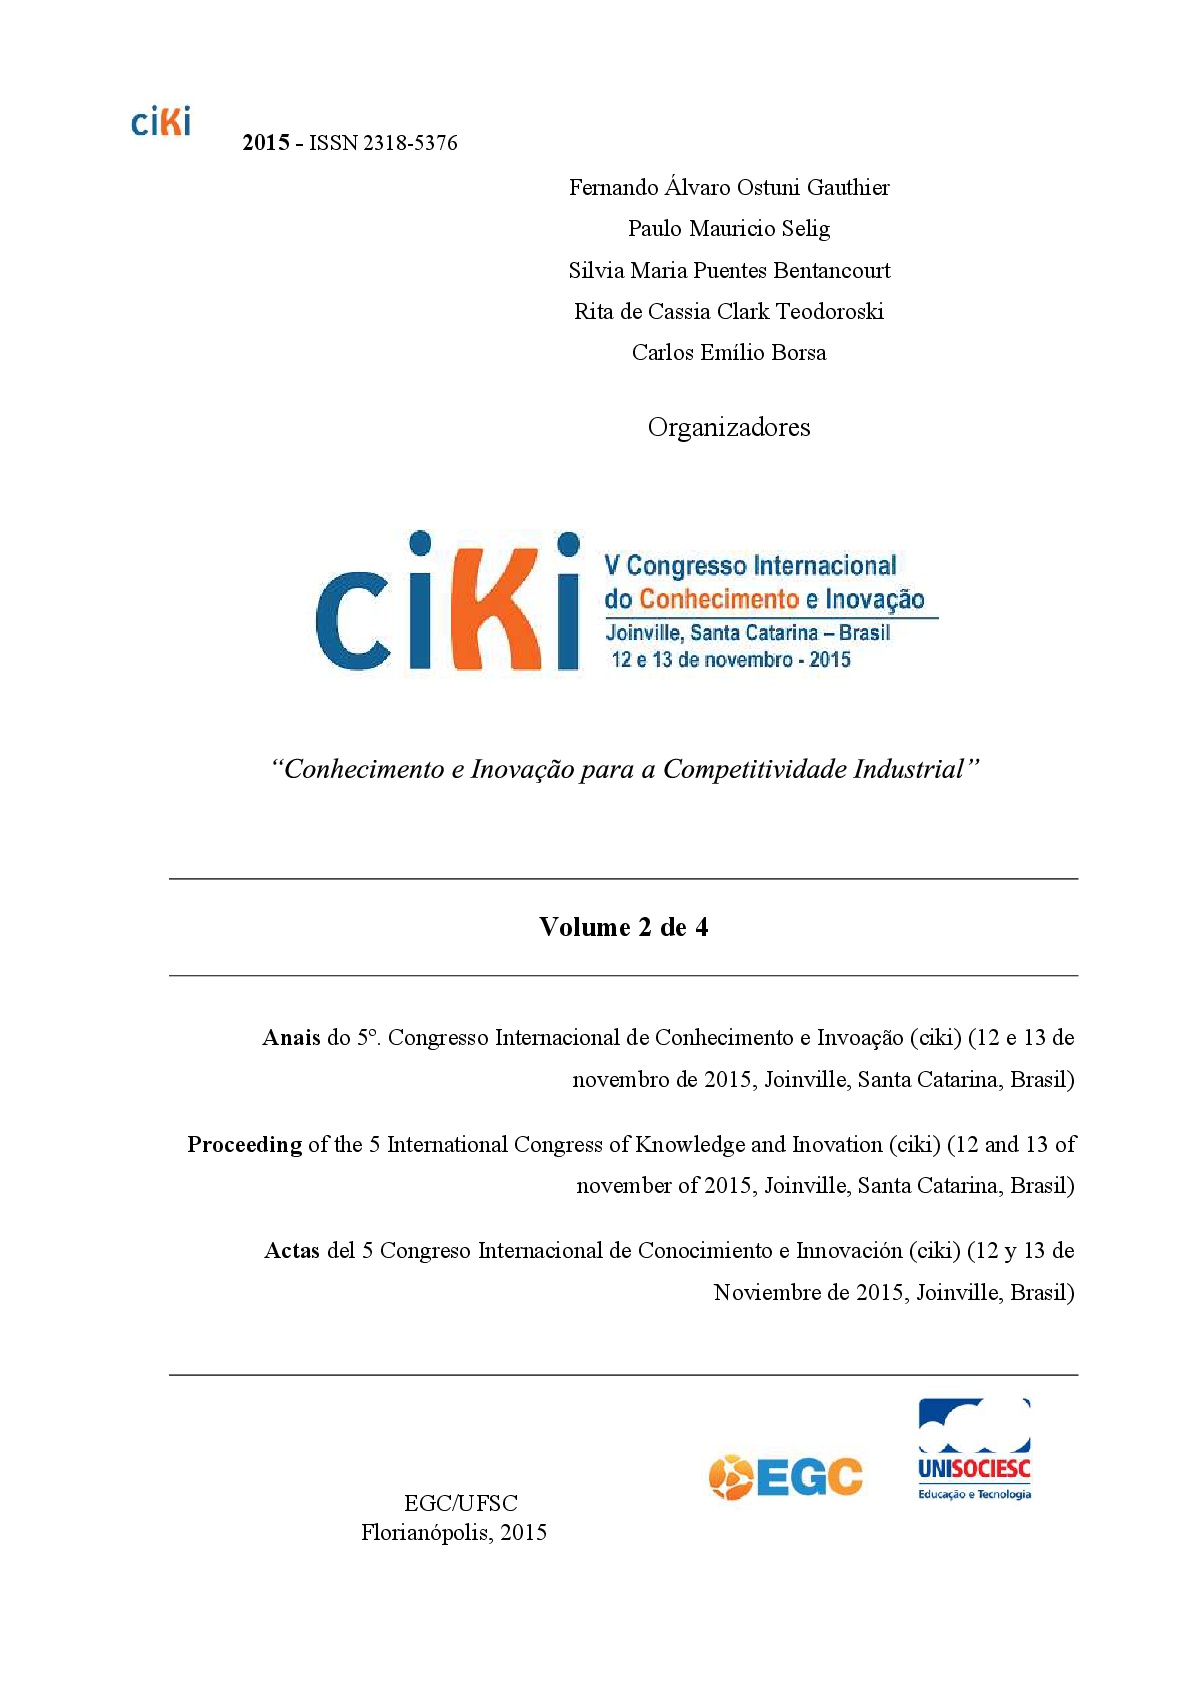 ciKi
2015 - ISSN 2318-5376
Fernando Álvaro Ostuni Gauthier
Paulo Mauricio Selig
Silvia Maria Puentes Bentancourt
Rita de Cassia Clark Teodoroski
Carlos Emílio Borsa
Organizadores
ciKi
V Congresso Internacional
do Conhecimento e Inovação
Joinville, Santa Catarina – Brasil
12 e 13 de novembro - 2015
“Conhecimento e Inovação para a Competitividade Industrial”
Volume 2 de 4
Anais do 5º. Congresso Internacional de Conhecimento e Invoação (ciki) (12 e 13 de
novembro de 2015, Joinville, Santa Catarina, Brasil)
Proceeding of the 5 International Congress of Knowledge and Inovation (ciki) (12 and 13 of
november of 2015, Joinville, Santa Catarina, Brasil)
Actas del 5 Congreso Internacional de Conocimiento e Innovación (ciki) (12 y 13 de
Noviembre de 2015, Joinville, Brasil)
EGC
UNISOCIESC
Educação e Tecnologia
EGC/UFSC
Florianópolis, 2015